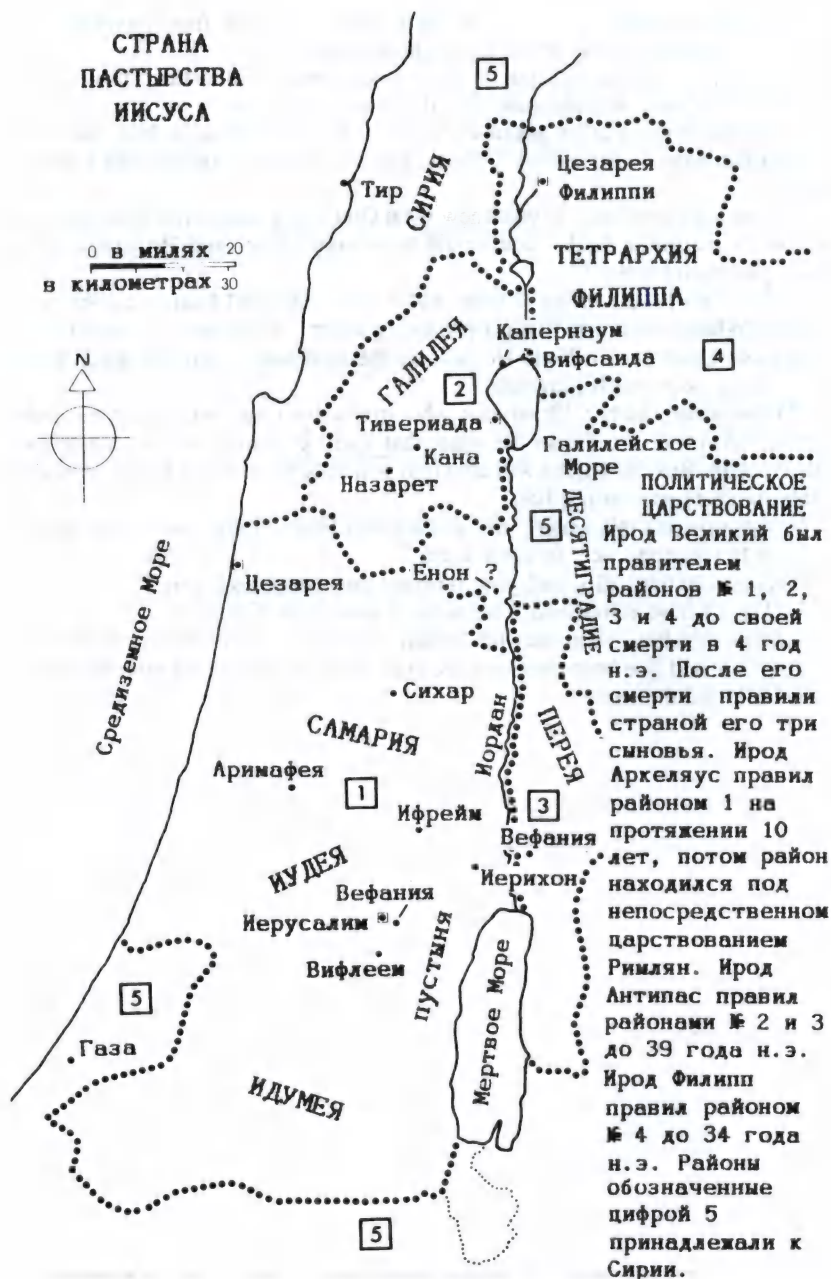 СТРАНА
ПАСТЫРСТВА
ИИСУСА
5
Тир
СИРИЯ
Цезарея
Филиппи
0 в милях 20
в километрах 30
ТЕТРАРХИЯ
ФИЛИППА
N
ГАЛИЛЕЯ
Капернаум
Вифсаида
4
2
Тивериада
Кана
Назарет
Галилейское
Море
5
ДЕСЯТИГРАДИЕ
Цезарея
Енон ?
Средиземное Море
Сихар
САМАРИЯ
Иордан
ПЕРЕЯ
Аримафея
1
Ифрейм
3
Вефания
ИУДЕЯ
Иерихон
Вефания
Иерусалим
Вифлеем
пустыня
Мертвое Море
5
Газа
ИДУМЕЯ
5
ПОЛИТИЧЕСКОЕ
ЦАРСТВОВАНИЕ
Ирод Великий был
правителем
районов № 1, 2,
3 и 4 до своей
смерти в 4 год
н.э. После его
смерти правили
страной его три
сыновья. Ирод
Археляус правил
районом 1 на
протяжении 10
лет, потом район
находился под
непосредственном
царствованием
Римлян. Ирод
Антипас правил
районами № 2 и 3
до 39 года н.э.
Ирод Филипп
правил районом
№ 4 до 34 года
н.э. Районы
обозначенные
цифрой 5
принадлежали к
Сирии.